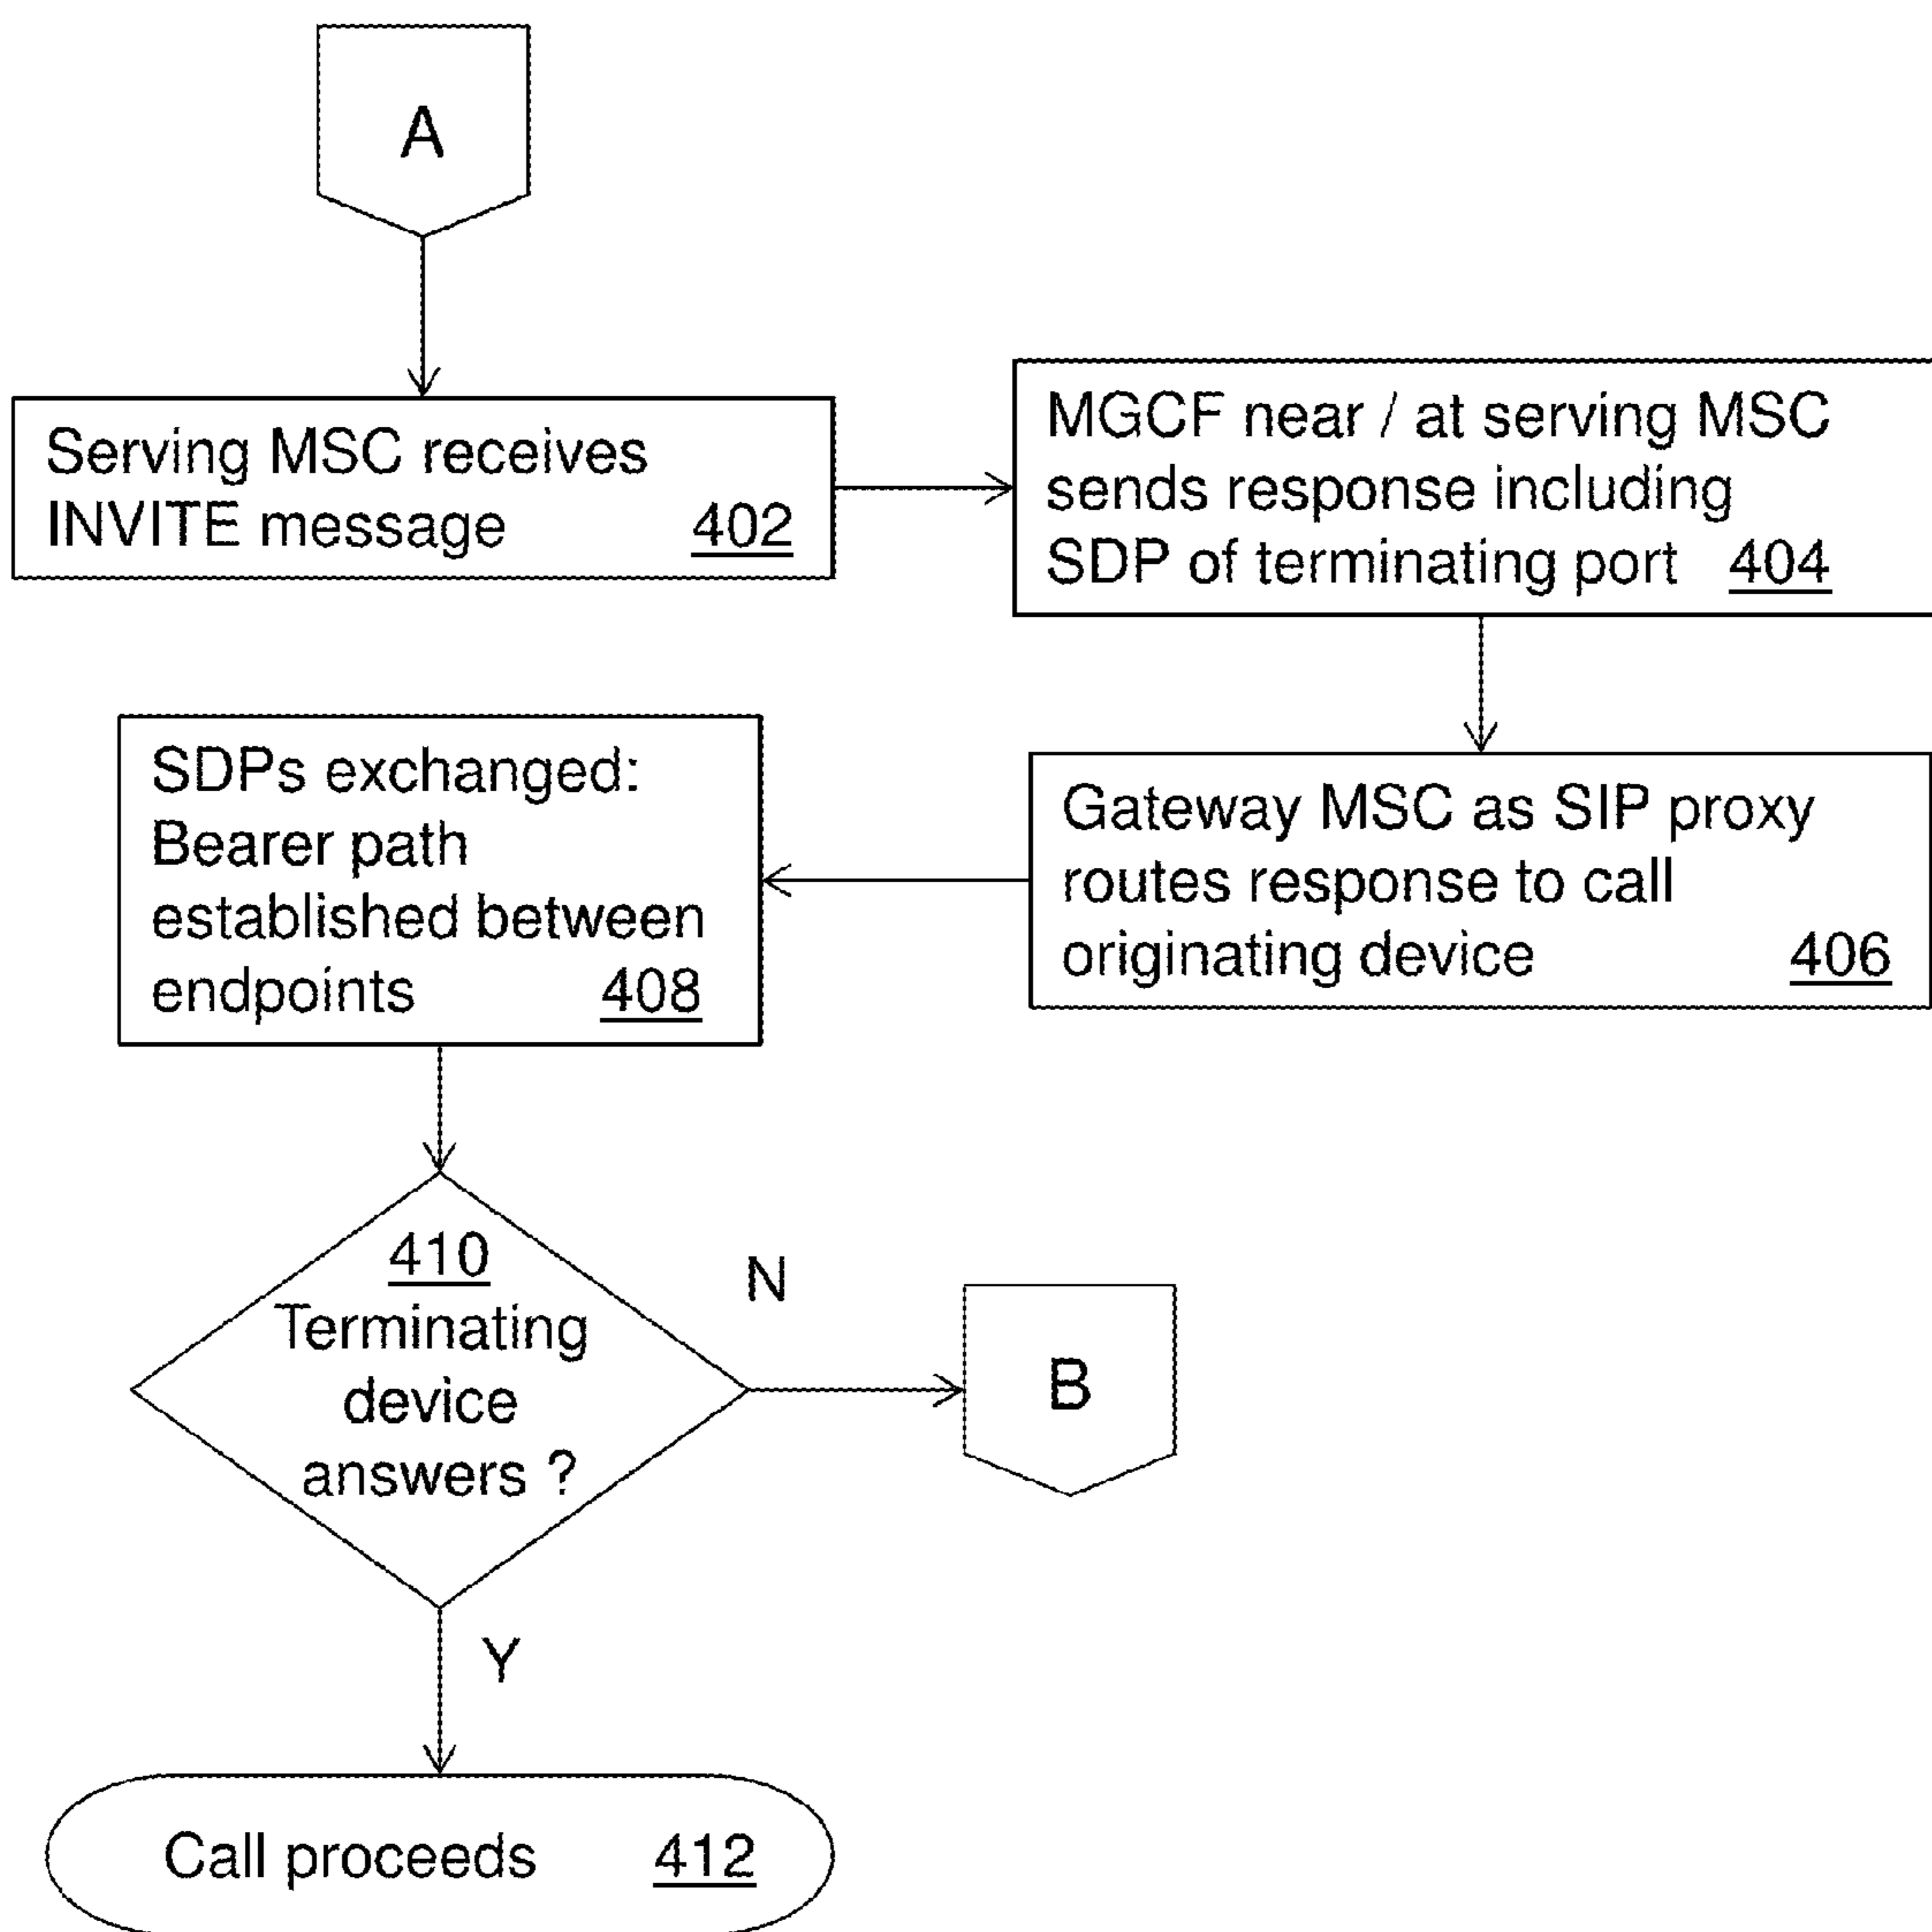 A
Serving MSC receives
INVITE message 402
MGCF near / at serving MSC
sends response including
SDP of terminating port 404
Gateway MSC as SIP proxy
routes response to call
originating device 406
SDPs exchanged:
Bearer path
established between
endpoints 408
410
Terminating
device
answers ?
N
B
Y
Call proceeds 412